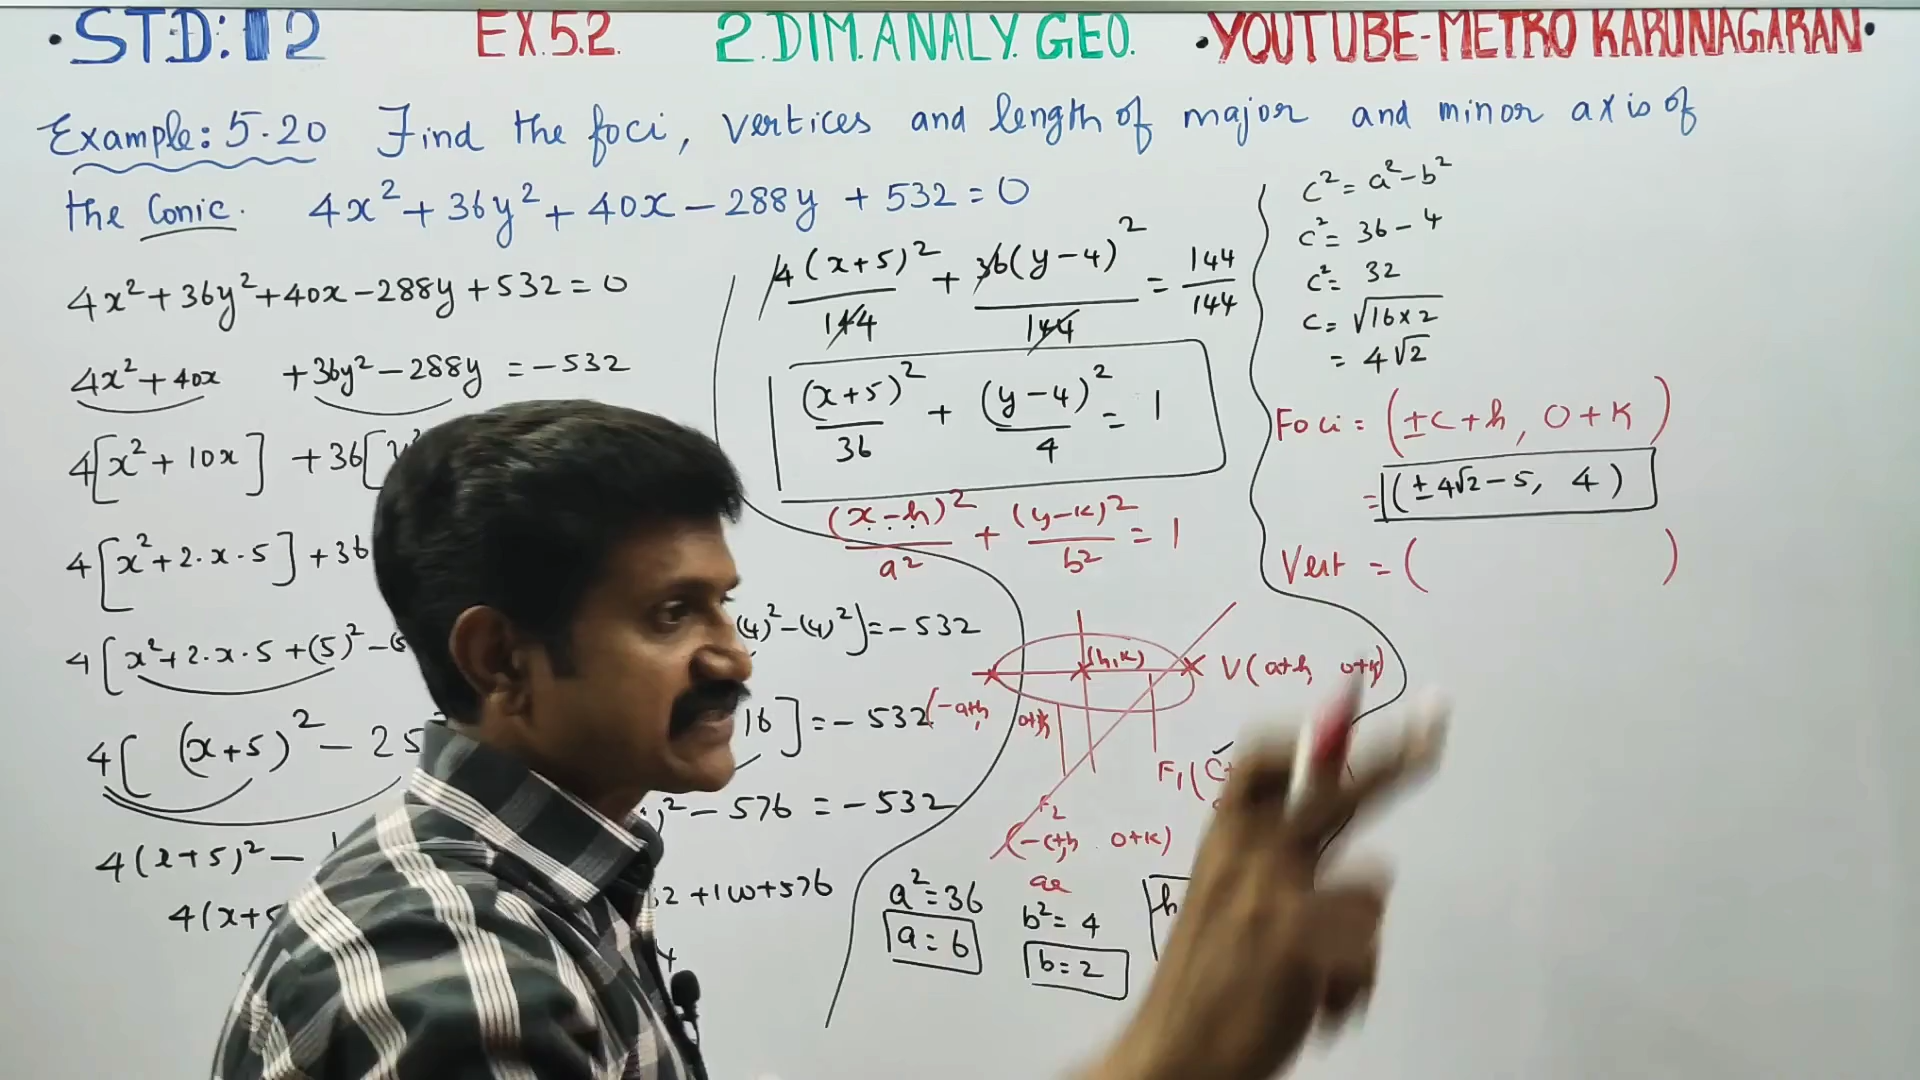 •STD:12 EX.5.2. 2.DIM.ANALY.GEO. •YOUTUBE-METRO KARUNAGARAN•
Example: 5.20 Find the foci, vertices and length of major and minor axis of
the Conic. 4x² + 36y² + 40x - 288y + 532 = 0
4x² + 36y² + 40x - 288y + 532 = 0
4x² + 40x + 36y² - 288y = -532
4[x² + 10x] + 36[
4[x² + 2.x.5] + 36
4[x² + 2.x.5 + (5)² - (5
(4)² - (4)²] = -532
4[(x+5)² - 25
16] = -532
² - 576 = -532
4(x+5)² -
4(x+5
2 + 100 + 576
4(x+5)²/144 + 36(y-4)²/144 = 144/144
(x+5)²/36 + (y-4)²/4 = 1
(x-h)²/a² + (y-k)²/b² = 1
(h,k)
V(a+h, 0+k)
(-a+h, 0+k)
F₁(c+
F₂
(-c+h, 0+k)
ae
a² = 36
a = 6
b² = 4
b = 2
h
c² = a² - b²
c² = 36 - 4
c² = 32
c = √16×2
= 4√2
Foci = (±c+h, 0+k)
= (±4√2-5, 4)
Vert = ( )